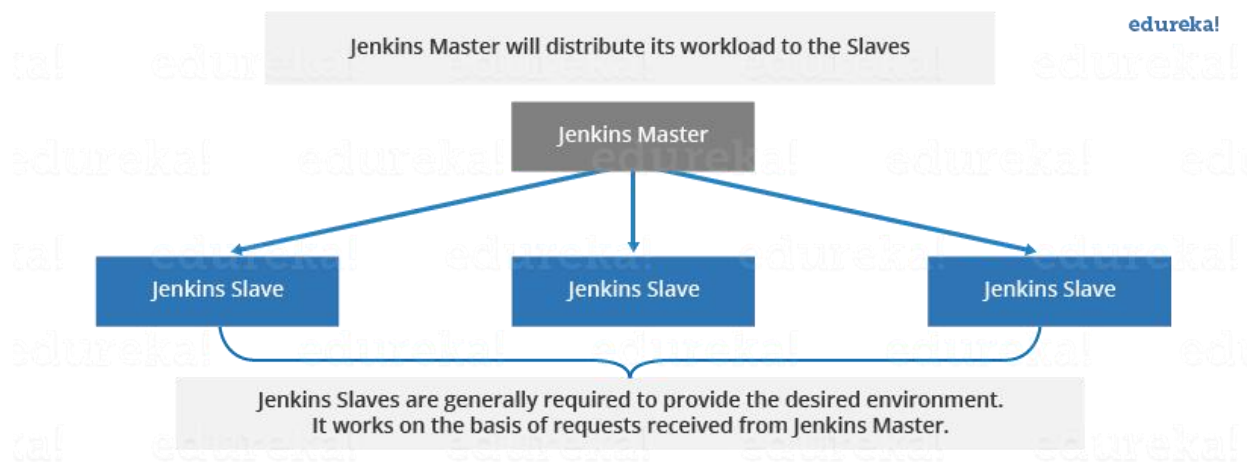 edureka!
Jenkins Master will distribute its workload to the Slaves
Jenkins Master
Jenkins Slave
Jenkins Slave
Jenkins Slave
Jenkins Slaves are generally required to provide the desired environment.
It works on the basis of requests received from Jenkins Master.